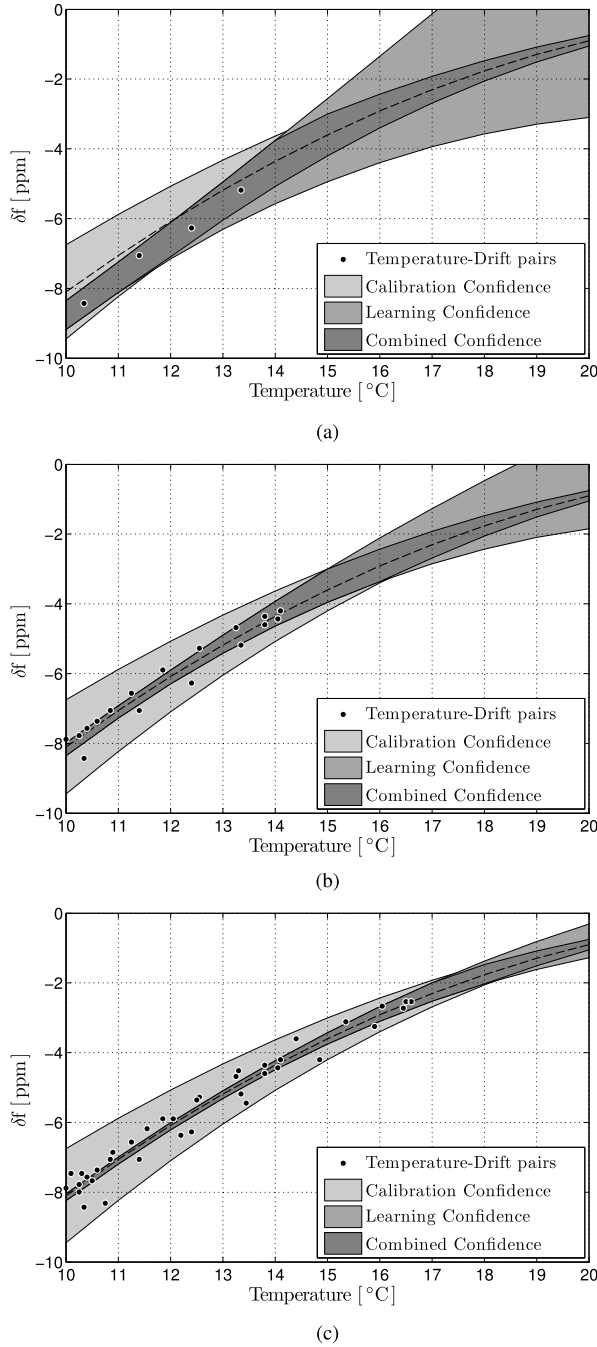 0
−2
−4
−6
−8
−10
δf [ppm]
10 11 12 13 14 15 16 17 18 19 20
Temperature [°C]
Temperature-Drift pairs
Calibration Confidence
Learning Confidence
Combined Confidence
(a)
0
−2
−4
−6
−8
−10
δf [ppm]
10 11 12 13 14 15 16 17 18 19 20
Temperature [°C]
Temperature-Drift pairs
Calibration Confidence
Learning Confidence
Combined Confidence
(b)
0
−2
−4
−6
−8
−10
δf [ppm]
10 11 12 13 14 15 16 17 18 19 20
Temperature [°C]
Temperature-Drift pairs
Calibration Confidence
Learning Confidence
Combined Confidence
(c)